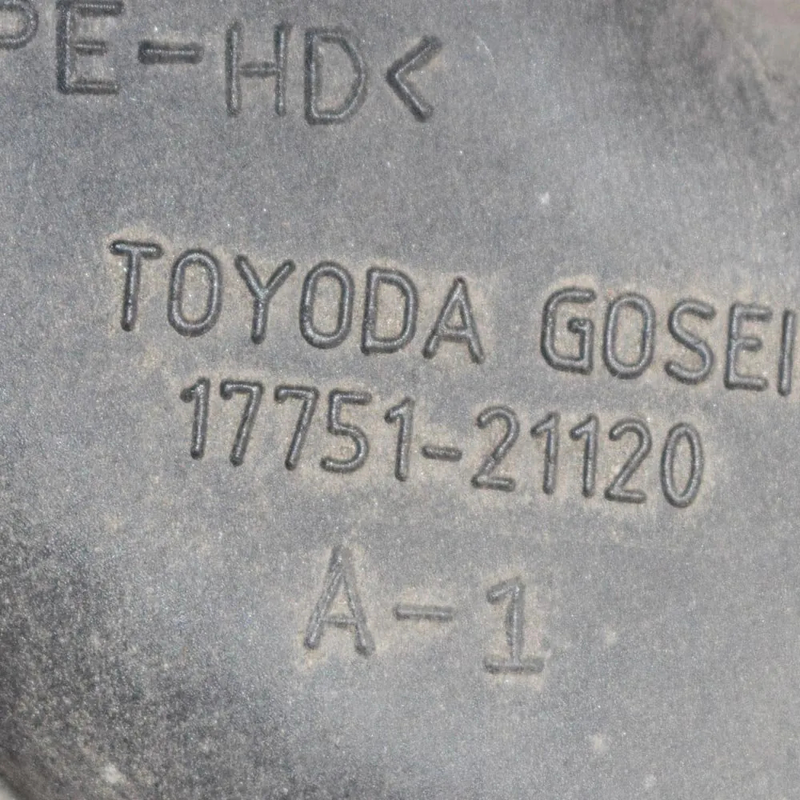 PE-HD<
TOYODA GOSEI
17751-21120
A-1